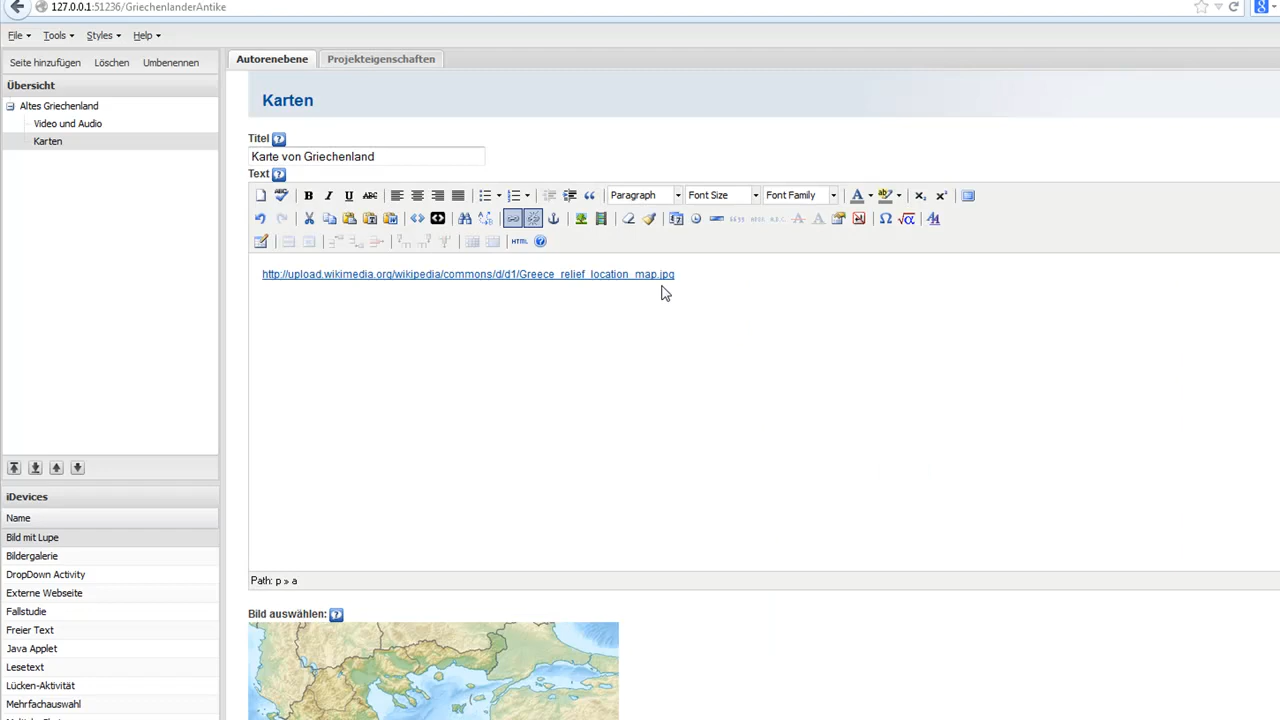 127.0.0.1:51236/GriechenlanderAntike
File Tools Styles Help
Seite hinzufügen Löschen Umbenennen
Autorenebene Projekteigenschaften
Übersicht
Altes Griechenland
Video und Audio
Karten
Karten
Titel ?
Karte von Griechenland
Text ?
B I U ABC Paragraph Font Size Font Family A ab
HTML ?
http://upload.wikimedia.org/wikipedia/commons/d/d1/Greece_relief_location_map.jpg
Path: p » a
iDevices
Name
Bild mit Lupe
Bildergalerie
DropDown Activity
Externe Webseite
Fallstudie
Freier Text
Java Applet
Lesetext
Lücken-Aktivität
Mehrfachauswahl
Bild auswählen: ?